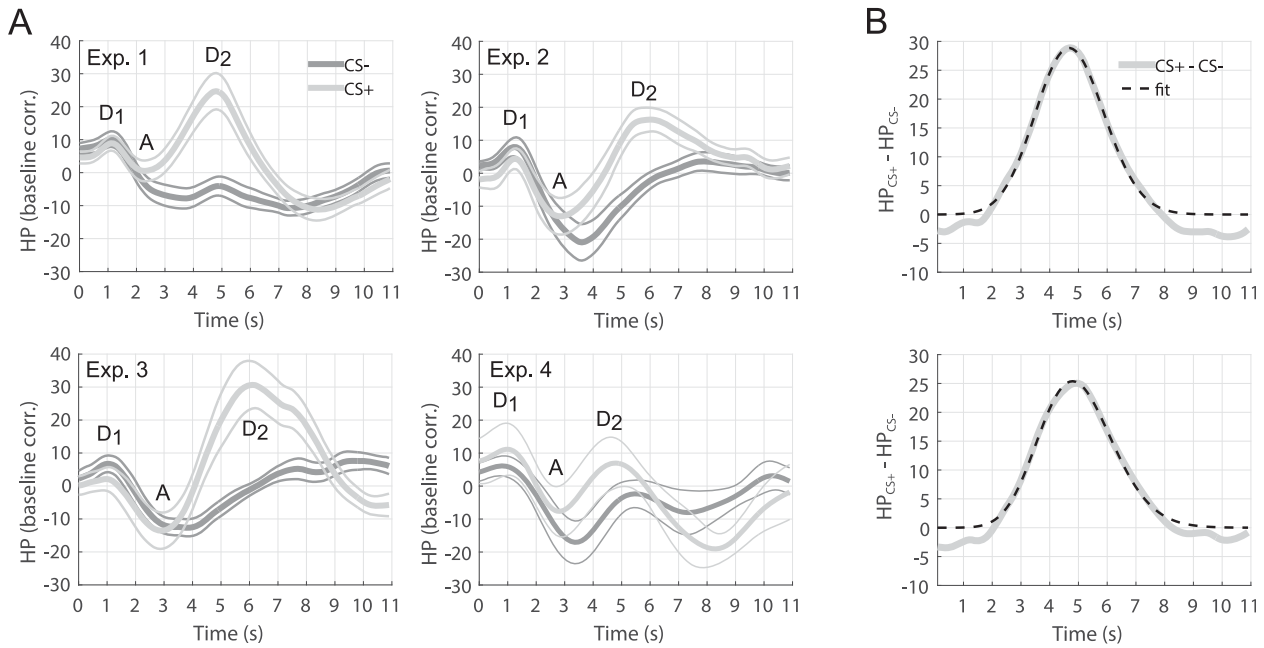 A
Exp. 1
CS-
CS+
D1
A
D2
40
30
20
10
0
-10
-20
-30
HP (baseline corr.)
0 1 2 3 4 5 6 7 8 9 10 11
Time (s)
Exp. 2
D1
A
D2
40
30
20
10
0
-10
-20
-30
HP (baseline corr.)
0 1 2 3 4 5 6 7 8 9 10 11
Time (s)
Exp. 3
D1
A
D2
40
30
20
10
0
-10
-20
-30
HP (baseline corr.)
0 1 2 3 4 5 6 7 8 9 10 11
Time (s)
Exp. 4
D1
A
D2
40
30
20
10
0
-10
-20
-30
HP (baseline corr.)
0 1 2 3 4 5 6 7 8 9 10 11
Time (s)
B
CS+ - CS-
fit
30
25
20
15
10
5
0
-5
-10
HPCS+ - HPCS-
1 2 3 4 5 6 7 8 9 10 11
Time (s)
30
25
20
15
10
5
0
-5
-10
HPCS+ - HPCS-
1 2 3 4 5 6 7 8 9 10 11
Time (s)